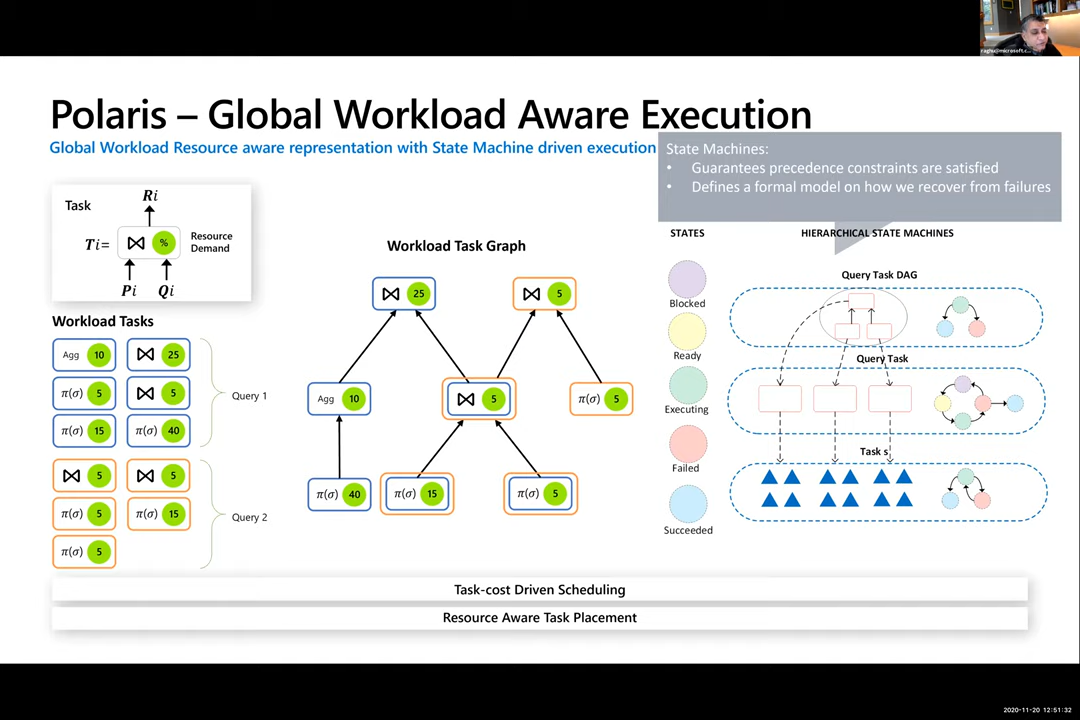 raghu@microsoft.c...
Polaris – Global Workload Aware Execution
Global Workload Resource aware representation with State Machine driven execution
State Machines:
• Guarantees precedence constraints are satisfied
• Defines a formal model on how we recover from failures
Task
Ri
Ti=
⋈ %
Resource
Demand
Pi Qi
Workload Tasks
Agg 10
⋈ 25
π(σ) 5
⋈ 5
π(σ) 15
π(σ) 40
Query 1
⋈ 5
⋈ 5
π(σ) 5
π(σ) 15
π(σ) 5
Query 2
Workload Task Graph
⋈ 25
⋈ 5
Agg 10
⋈ 5
π(σ) 5
π(σ) 40
π(σ) 15
π(σ) 5
STATES
Blocked
Ready
Executing
Failed
Succeeded
HIERARCHICAL STATE MACHINES
Query Task DAG
Query Task
Task s
Task-cost Driven Scheduling
Resource Aware Task Placement
2020-11-20 12:51:32